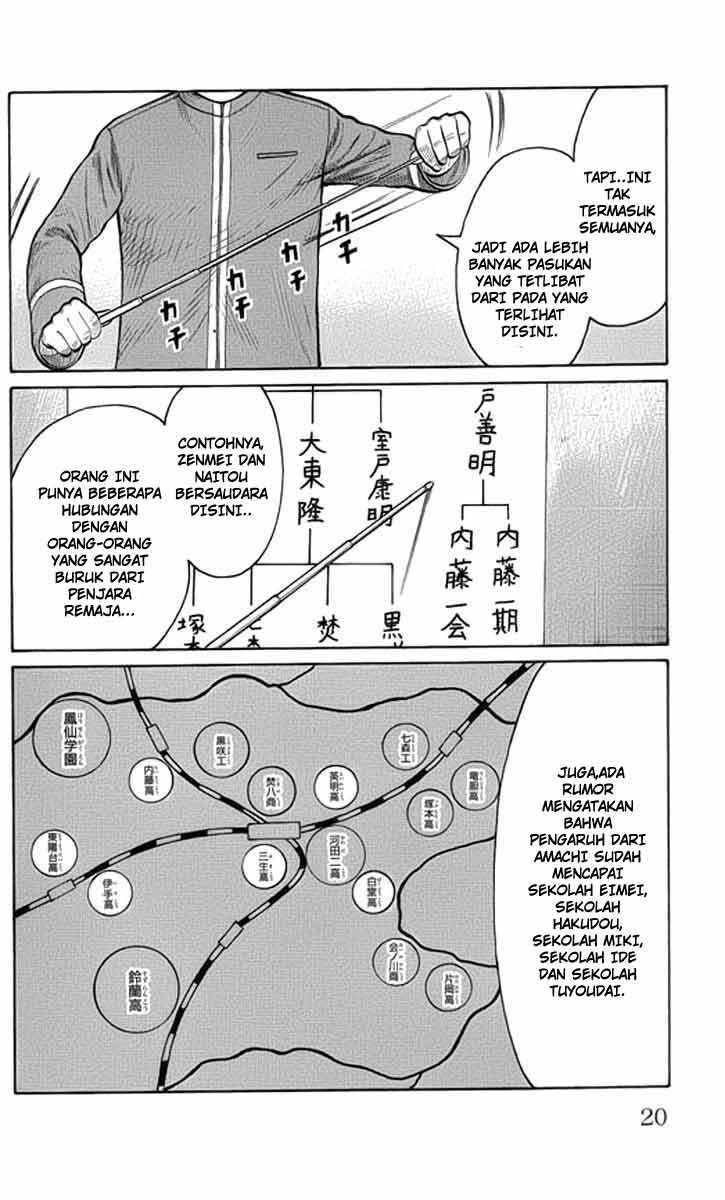 TAPI..INI
TAK
TERMASUK
SEMUANYA,
JADI ADA LEBIH
BANYAK PASUKAN
YANG TETLIBAT
DARI PADA YANG
TERLIHAT
DISINI.
カチ
カチ
カチ
CONTOHNYA,
ZENMEI DAN
NAITOU
BERSAUDARA
DISINI..
ORANG INI
PUNYA BEBERAPA
HUBUNGAN
DENGAN
ORANG-ORANG
YANG SANGAT
BURUK DARI
PENJARA
REMAJA...
戸善明
内藤一期
内藤一会
室戸康明
大東隆
黒
焚
塚
JUGA,ADA
RUMOR
MENGATAKAN
BAHWA
PENGARUH DARI
AMACHI SUDAH
MENCAPAI
SEKOLAH EIMEI,
SEKOLAH
HAKUDOU,
SEKOLAH MIKI,
SEKOLAH IDE
DAN SEKOLAH
TUYOUDAI.
鳳仙学園
内藤高
黒咲工
焚八商
英明高
七森工
竜胆高
塚本高
東陽台高
伊手高
三生高
河田二高
白堂高
鈴蘭高
会ノ川商
片岡高
20